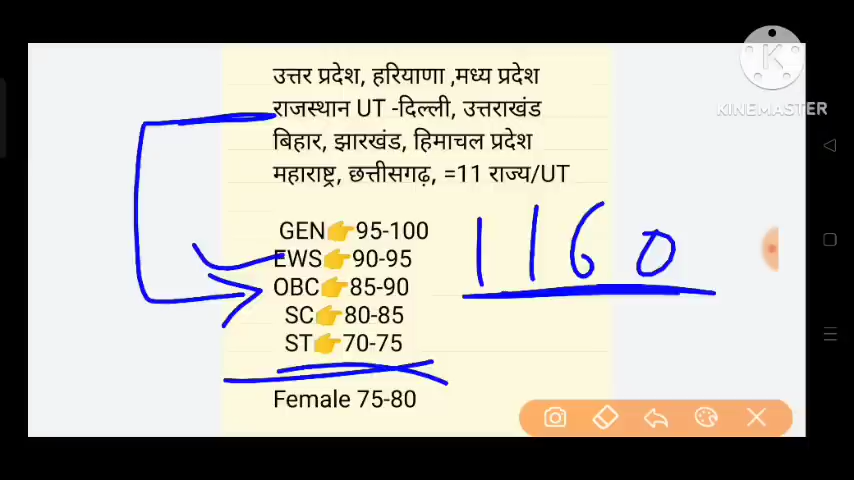 उत्तर प्रदेश, हरियाणा ,मध्य प्रदेश
राजस्थान UT -दिल्ली, उत्तराखंड
बिहार, झारखंड, हिमाचल प्रदेश
महाराष्ट्र, छत्तीसगढ़, =11 राज्य/UT
GEN👉95-100
EWS👉90-95
OBC👉85-90
SC👉80-85
ST👉70-75
Female 75-80
1160
K
KINEMASTER